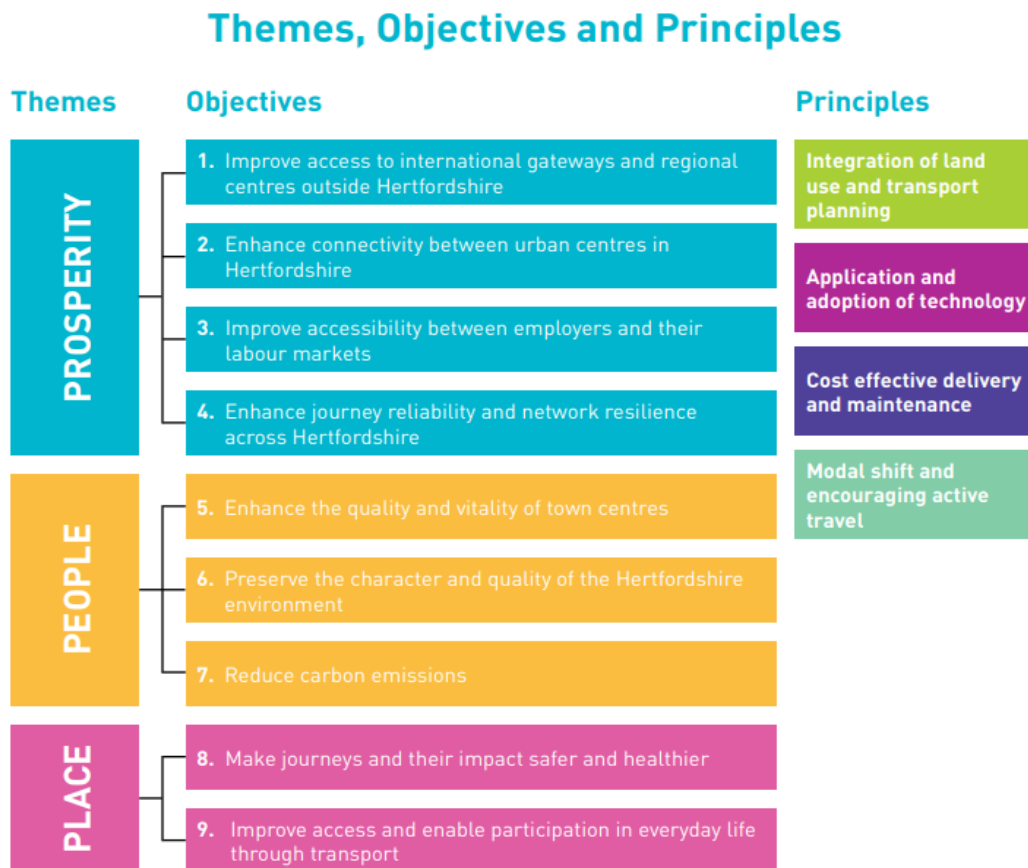 Themes, Objectives and Principles
Themes
Objectives
Principles
PROSPERITY
1. Improve access to international gateways and regional
centres outside Hertfordshire
2. Enhance connectivity between urban centres in
Hertfordshire
3. Improve accessibility between employers and their
labour markets
4. Enhance journey reliability and network resilience
across Hertfordshire
PEOPLE
5. Enhance the quality and vitality of town centres
6. Preserve the character and quality of the Hertfordshire
environment
7. Reduce carbon emissions
PLACE
8. Make journeys and their impact safer and healthier
9. Improve access and enable participation in everyday life
through transport
Integration of land
use and transport
planning
Application and
adoption of technology
Cost effective delivery
and maintenance
Modal shift and
encouraging active
travel